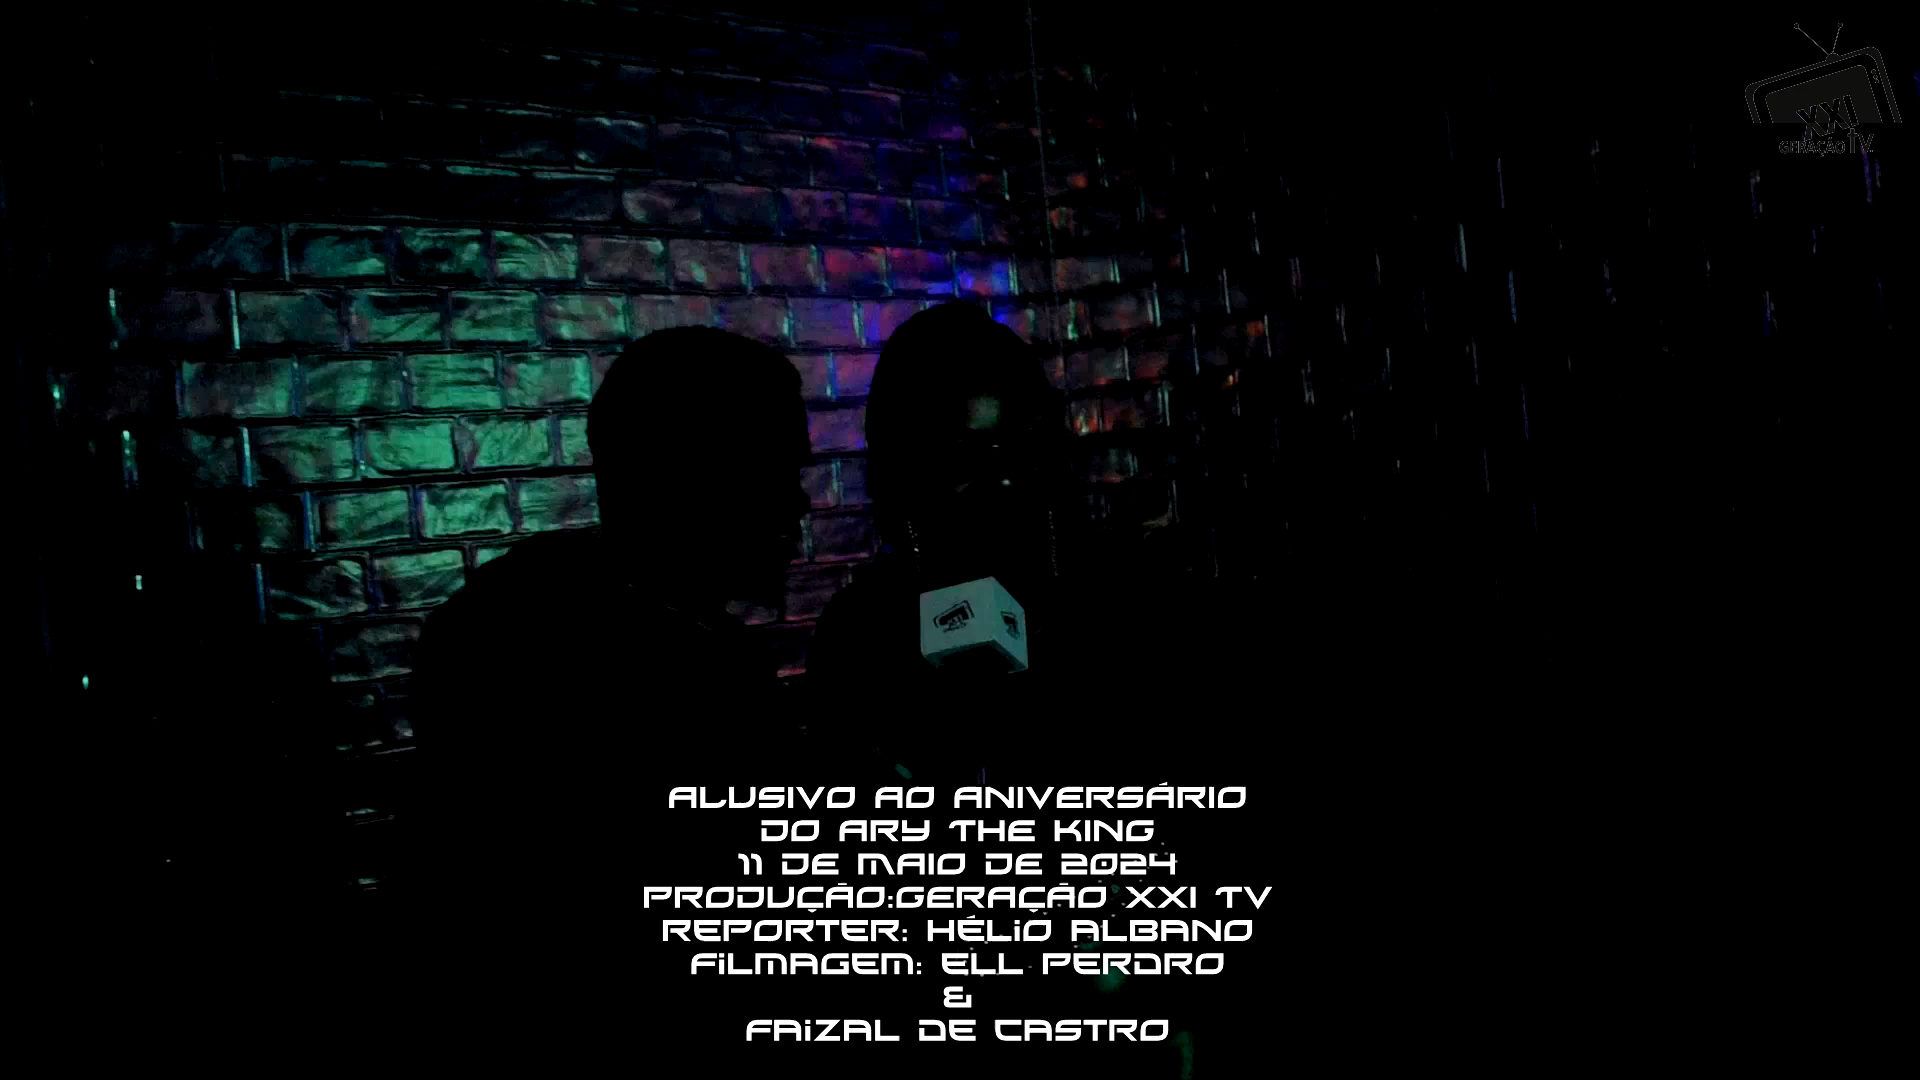 XXI
GERAÇÃO TV
ALUSIVO AO ANIVERSÁRIO
DO ARY THE KING
11 DE MAIO DE 2024
PRODUÇÃO:GERAÇÃO XXI TV
REPÓRTER: HÉLIO ALBANO
FILMAGEM: ELL PERDRO
&
FAIZAL DE CASTRO